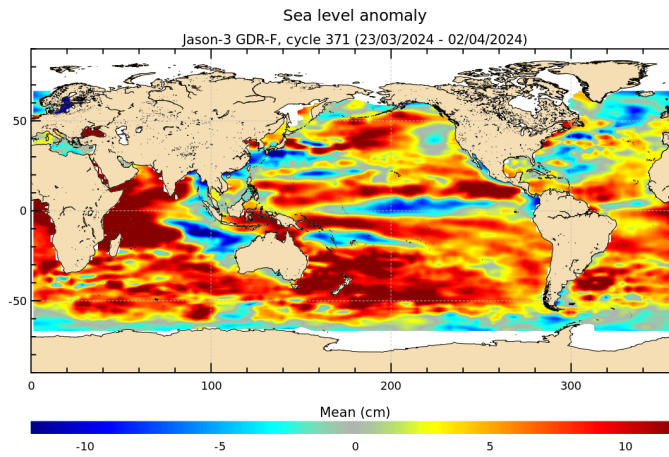 Sea level anomaly
Jason-3 GDR-F, cycle 371 (23/03/2024 - 02/04/2024)
50
0
-50
0 100 200 300
Mean (cm)
-10 -5 0 5 10